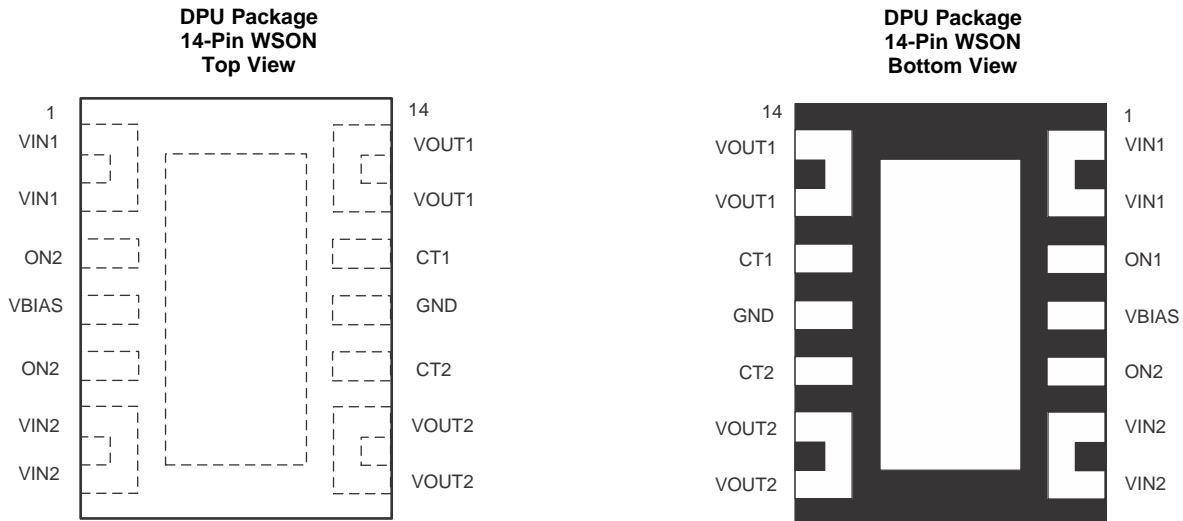 DPU Package
14-Pin WSON
Top View
1
14
VIN1
VOUT1
VIN1
VOUT1
ON2
CT1
VBIAS
GND
ON2
CT2
VIN2
VOUT2
VIN2
VOUT2
DPU Package
14-Pin WSON
Bottom View
14
1
VOUT1
VIN1
VOUT1
VIN1
CT1
ON1
GND
VBIAS
CT2
ON2
VOUT2
VIN2
VOUT2
VIN2